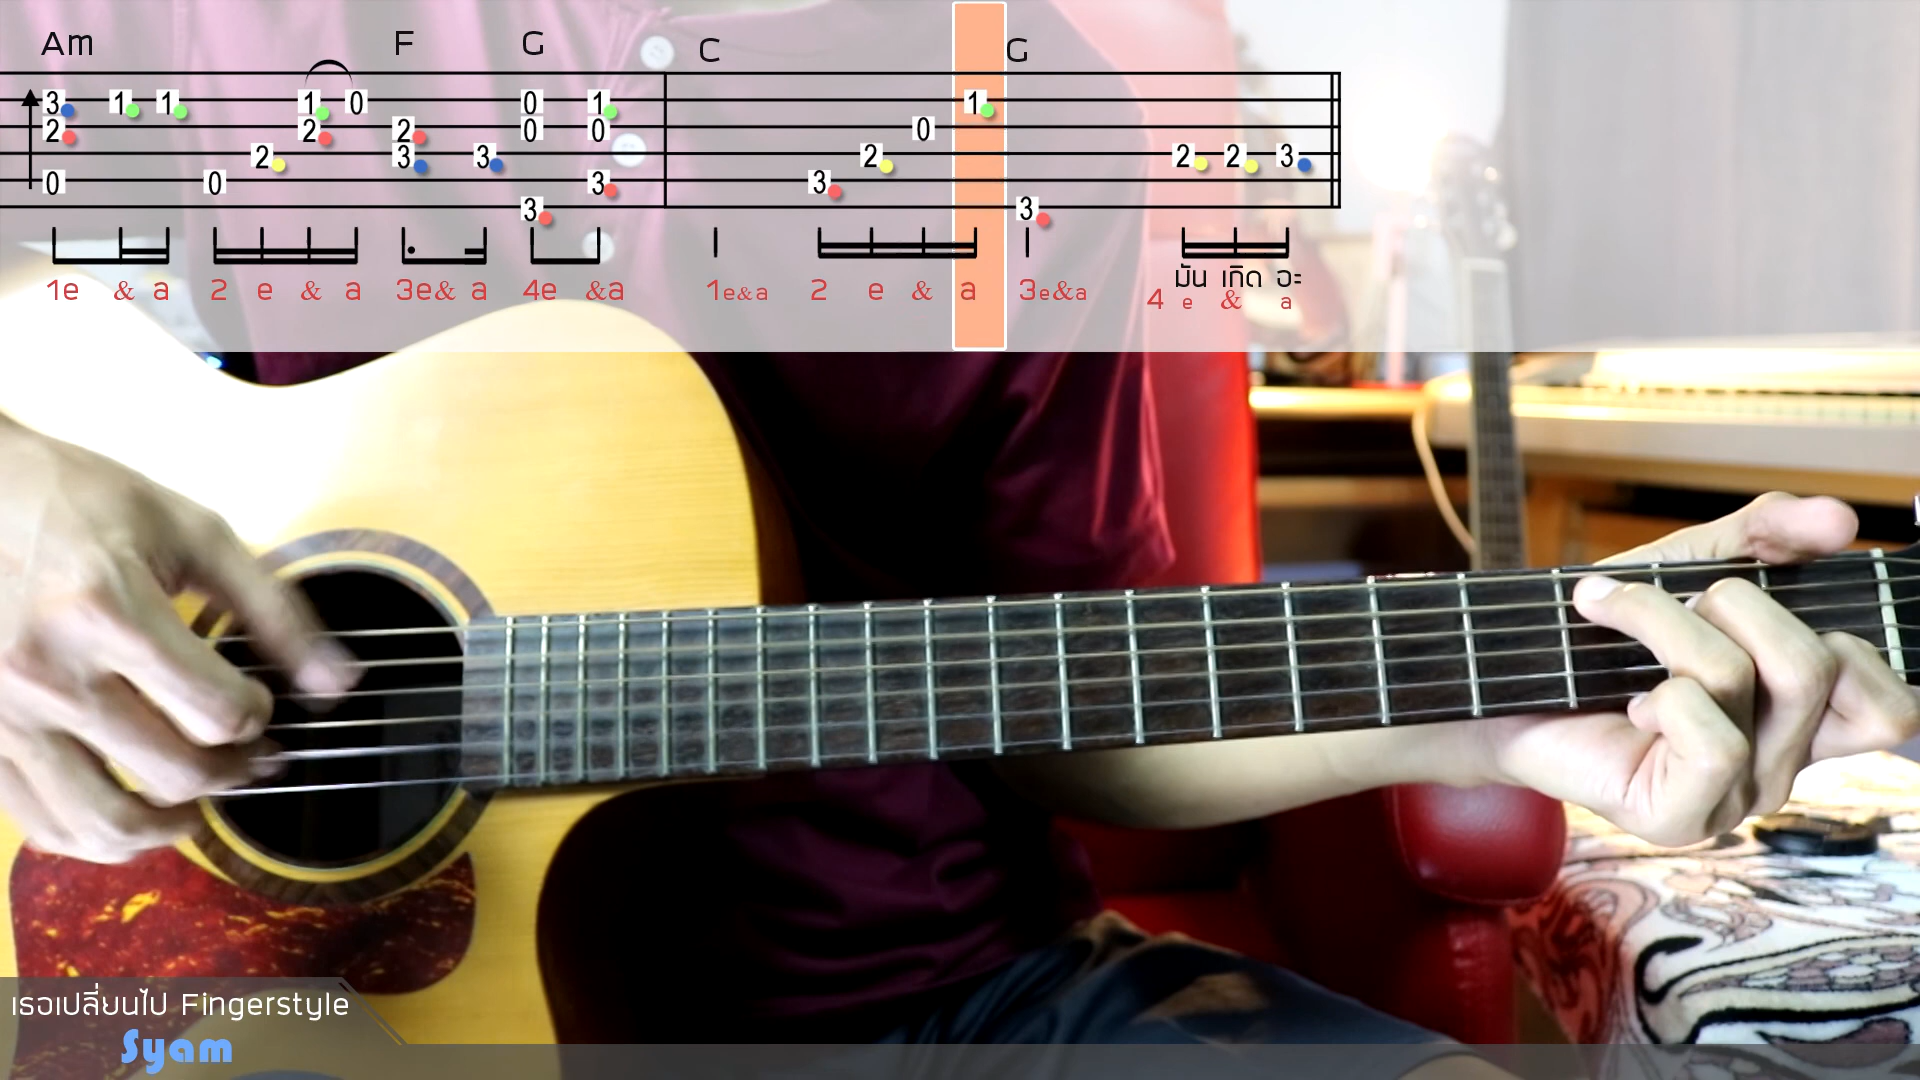 Am F G C G
3 1 1 1 0 0 1 1
2 2 2 0 0 0
2 3 3 2 2 2 3
0 0 3 3
3 3
1e & a 2 e & a 3e& a 4e &a 1e&a 2 e & a 3e&a 4 e & a
มัน เกิด อะ
เธอเปลี่ยนไป Fingerstyle
Syam